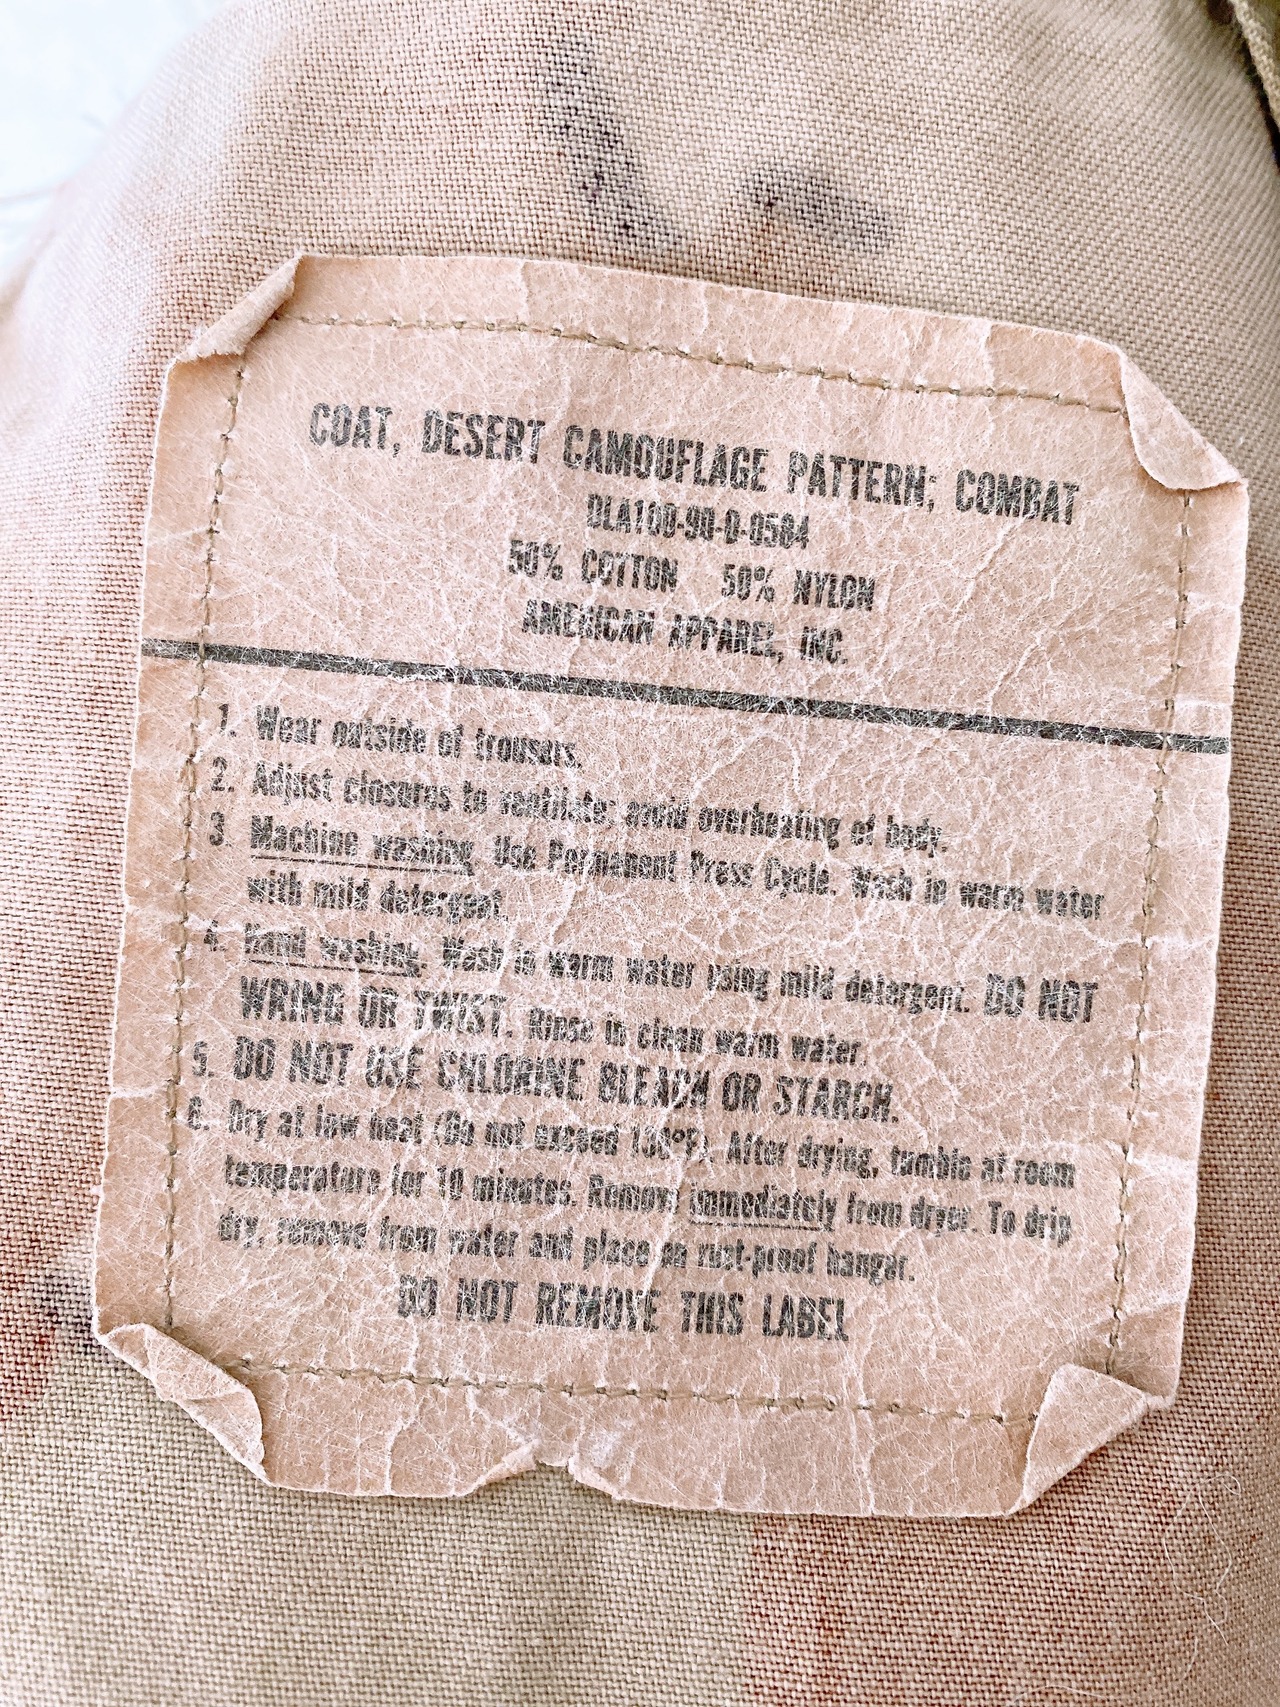 COAT, DESERT CAMOUFLAGE PATTERN; COMBAT
DLA100-90-D-0584
50% COTTON 50% NYLON
AMERICAN APPAREL, INC.
1. Wear outside of trousers.
2. Adjust closures to ventilate; avoid overheating of body.
3. Machine washing. Use Permanent Press Cycle. Wash in warm water
with mild detergent.
4. Hand washing. Wash in warm water using mild detergent. DO NOT
WRING OR TWIST. Rinse in clean warm water.
5. DO NOT USE CHLORINE BLEACH OR STARCH.
6. Dry at low heat (Do not exceed 130°F). After drying, tumble at room
temperature for 10 minutes. Remove immediately from dryer. To drip
dry, remove from water and place on rust-proof hanger.
DO NOT REMOVE THIS LABEL